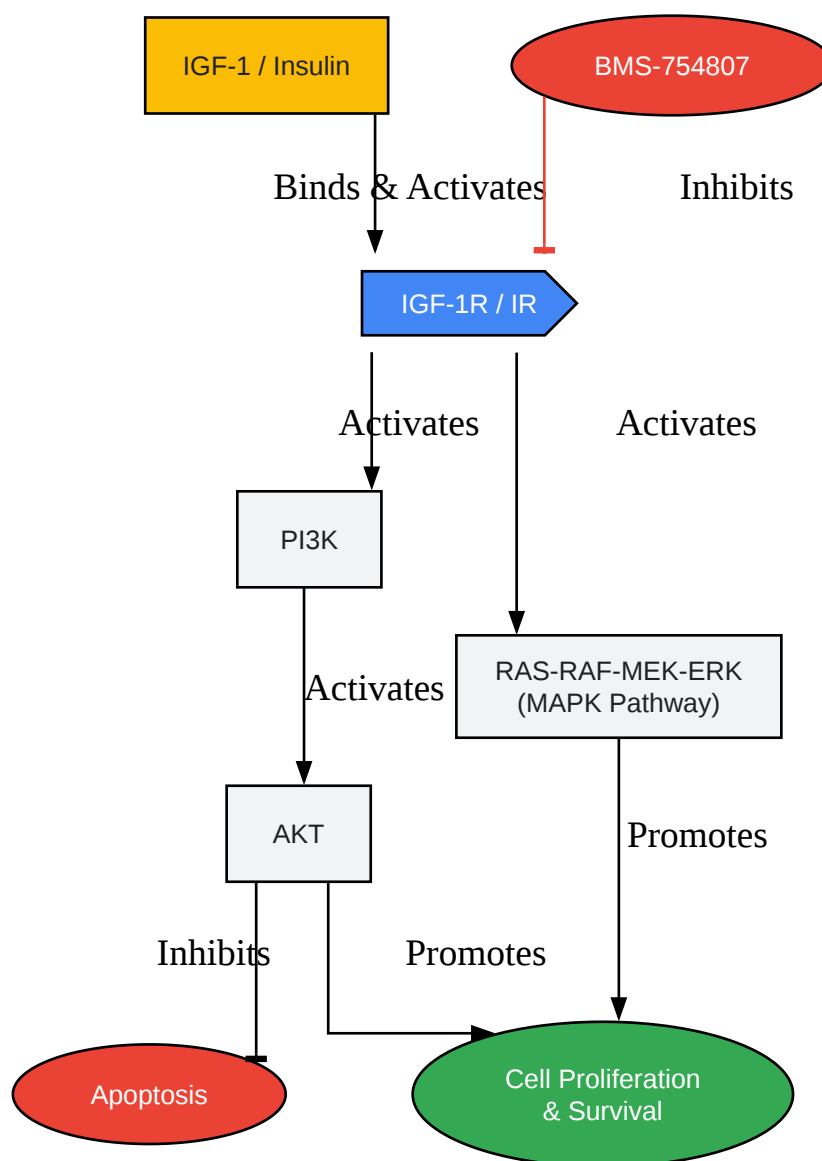 IGF-1 / Insulin
BMS-754807
Binds & Activates
Inhibits
IGF-1R / IR
Activates
Activates
PI3K
RAS-RAF-MEK-ERK
(MAPK Pathway)
Activates
AKT
Promotes
Inhibits
Promotes
Apoptosis
Cell Proliferation
& Survival